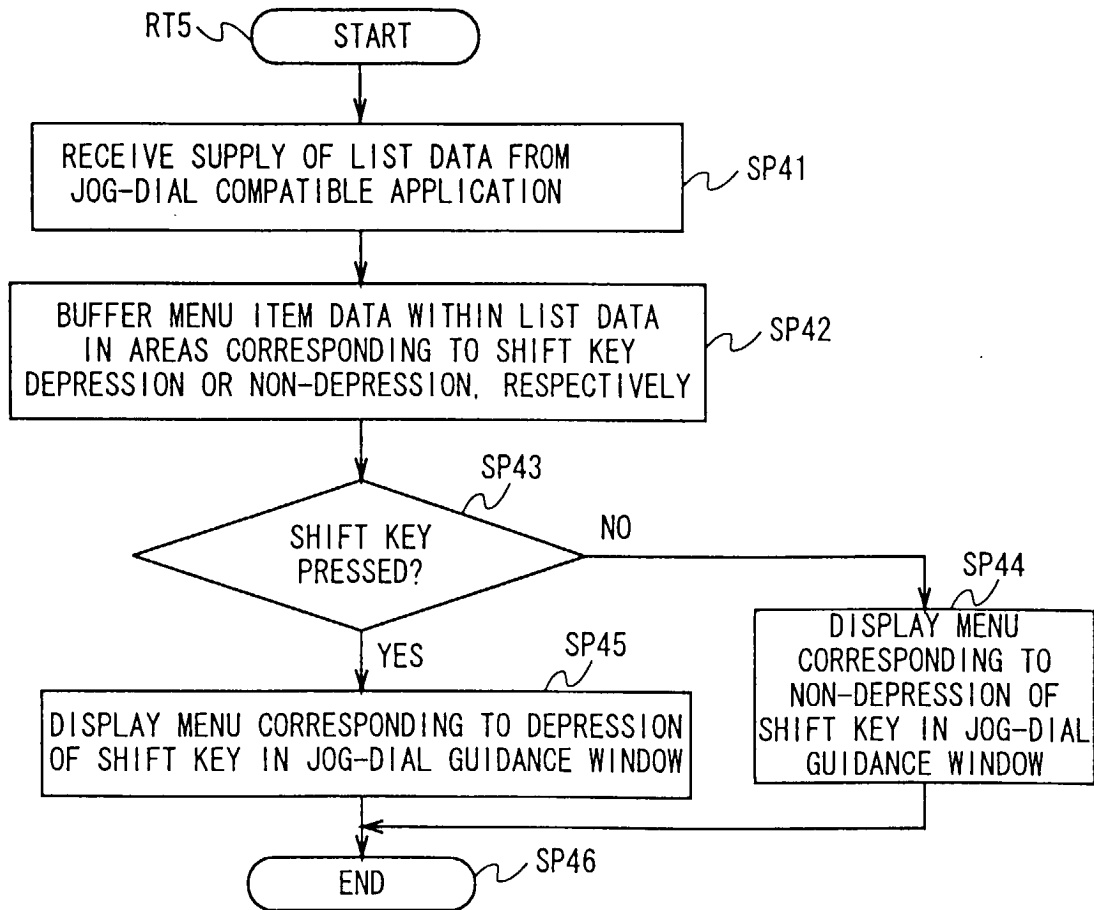 RT5
START
RECEIVE SUPPLY OF LIST DATA FROM
JOG-DIAL COMPATIBLE APPLICATION
SP41
BUFFER MENU ITEM DATA WITHIN LIST DATA
IN AREAS CORRESPONDING TO SHIFT KEY
DEPRESSION OR NON-DEPRESSION, RESPECTIVELY
SP42
SP43
SHIFT KEY
PRESSED?
NO
YES
SP44
DISPLAY MENU
CORRESPONDING TO
NON-DEPRESSION OF
SHIFT KEY IN JOG-DIAL
GUIDANCE WINDOW
SP45
DISPLAY MENU CORRESPONDING TO DEPRESSION
OF SHIFT KEY IN JOG-DIAL GUIDANCE WINDOW
END
SP46